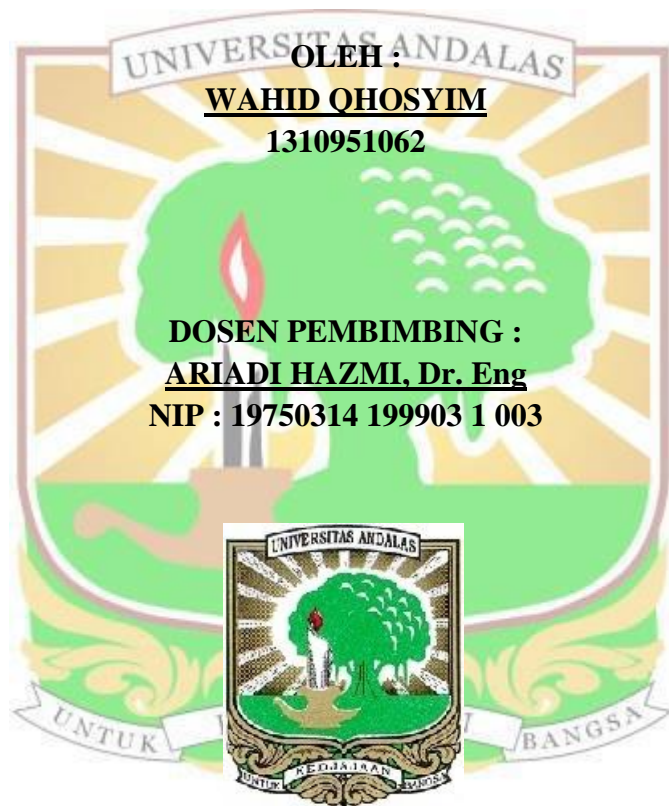 UNIVERSITAS ANDALAS
OLEH :
WAHID QHOSYIM
1310951062
DOSEN PEMBIMBING :
ARIADI HAZMI, Dr. Eng
NIP : 19750314 199903 1 003
UNIVERSITAS ANDALAS
UNTUK KEDJAJAAN BANGSA
UNTUK BANGSA